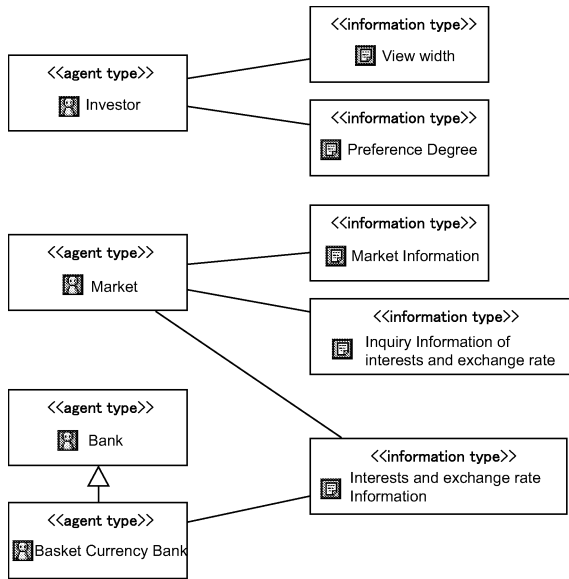 <<information type>>
View width
<<agent type>>
Investor
<<information type>>
Preference Degree
<<information type>>
Market Information
<<agent type>>
Market
<<information type>>
Inquiry Information of
interests and exchange rate
<<agent type>>
Bank
<<information type>>
Interests and exchange rate
Information
<<agent type>>
Basket Currency Bank